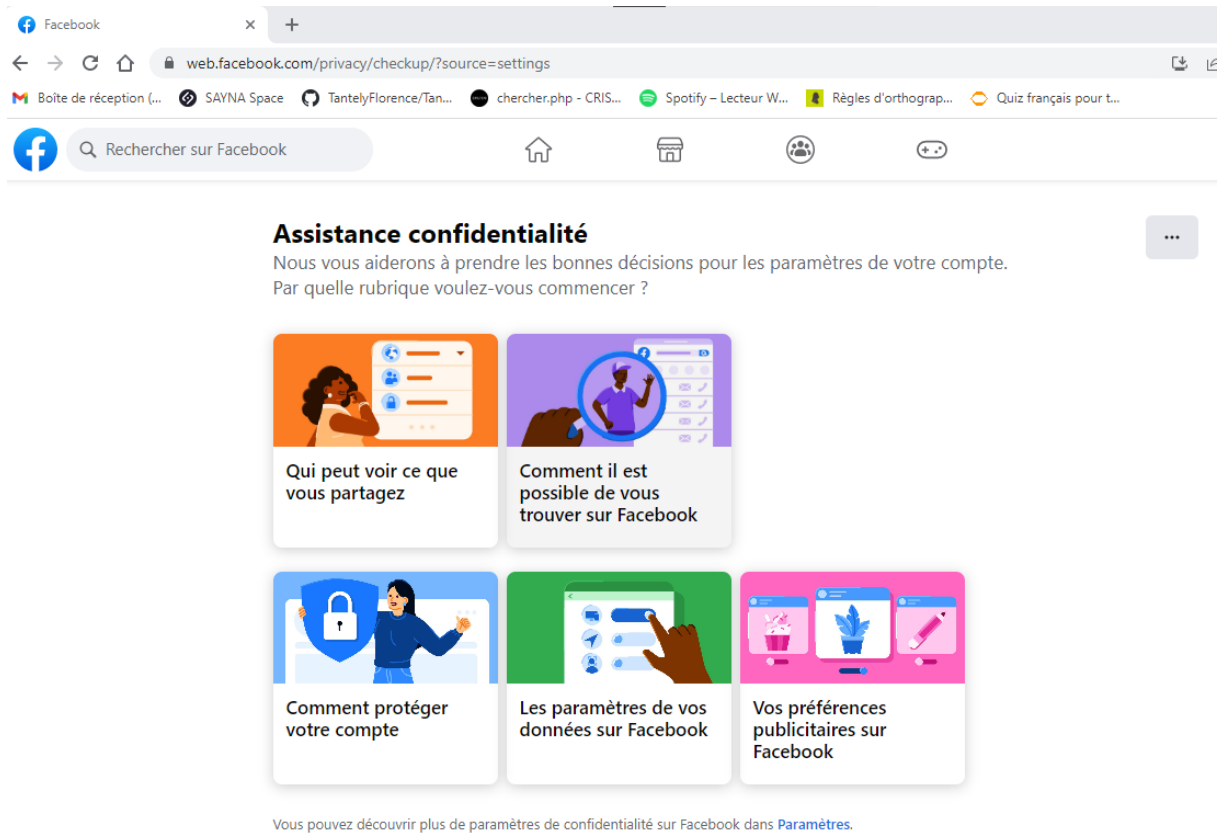 Facebook
web.facebook.com/privacy/checkup/?source=settings
Boîte de réception (... SAYNA Space TantelyFlorence/Tan... chercher.php - CRIS... Spotify – Lecteur W... Règles d'orthograp... Quiz français pour t...
Rechercher sur Facebook
Assistance confidentialité
Nous vous aiderons à prendre les bonnes décisions pour les paramètres de votre compte.
Par quelle rubrique voulez-vous commencer ?
Qui peut voir ce que
vous partagez
Comment il est
possible de vous
trouver sur Facebook
Comment protéger
votre compte
Les paramètres de vos
données sur Facebook
Vos préférences
publicitaires sur
Facebook
Vous pouvez découvrir plus de paramètres de confidentialité sur Facebook dans Paramètres.